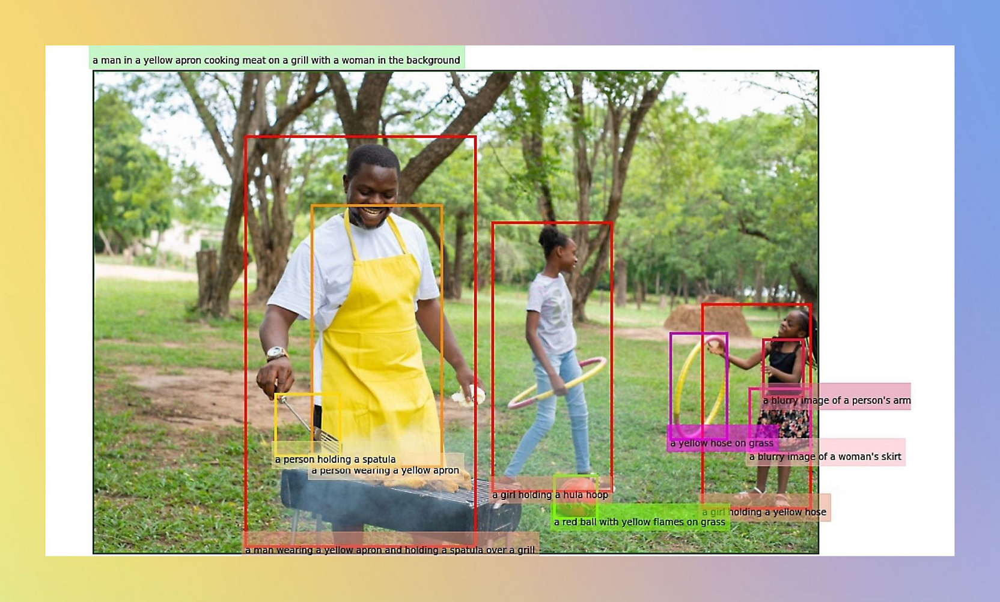 a man in a yellow apron cooking meat on a grill with a woman in the background
a blurry image of a person's arm
a yellow hose on grass
a blurry image of a woman's skirt
a person holding a spatula
a person wearing a yellow apron
a girl holding a hula hoop
a girl holding a yellow hose
a red ball with yellow flames on grass
a man wearing a yellow apron and holding a spatula over a grill